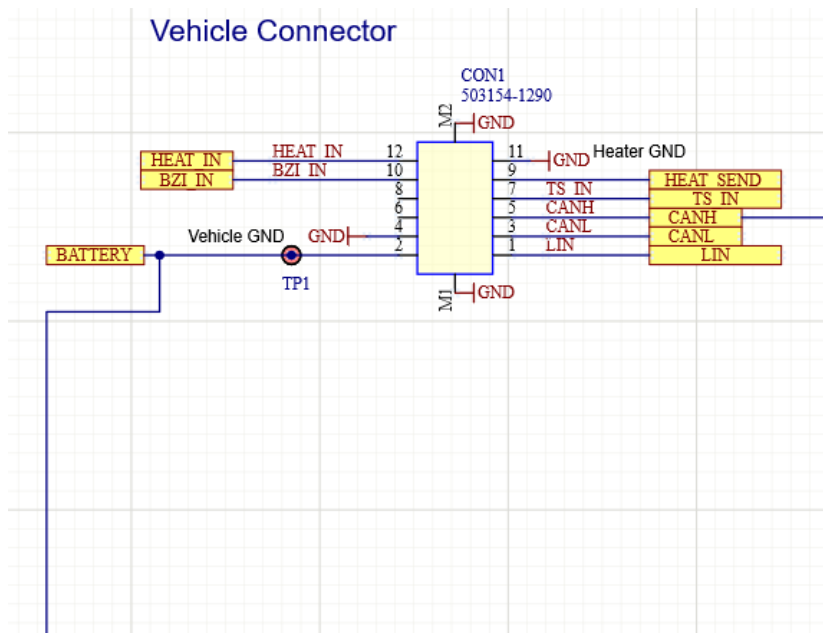 Vehicle Connector
CON1
503154-1290
M2
GND
HEAT_IN HEAT_IN 12 11 GND Heater GND
BZI_IN BZI_IN 10 9 HEAT_SEND
8 7 TS_IN TS_IN
6 5 CANH CANH
Vehicle GND GND 4 3 CANL CANL
BATTERY 2 1 LIN LIN
TP1
M1
GND